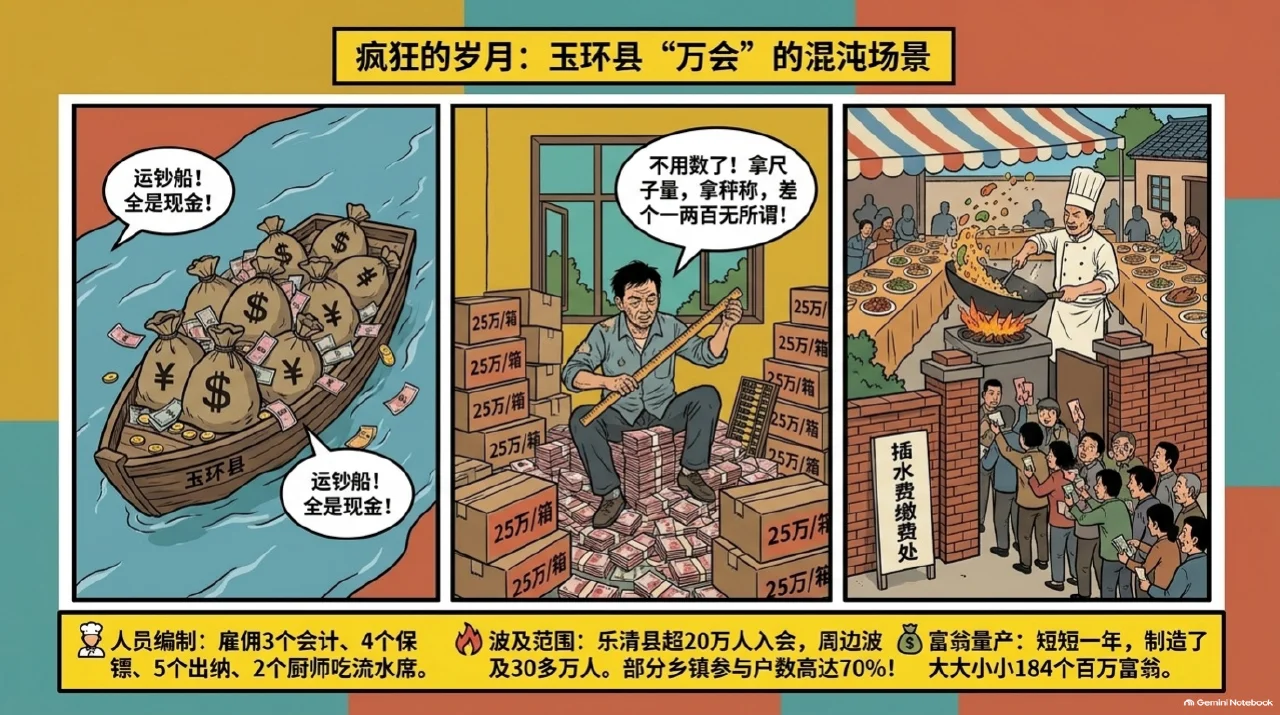 疯狂的岁月：玉环县“万会”的混沌场景
运钞船！
全是现金！
$
$
$
¥
¥
¥
$
玉环县
运钞船！
全是现金！
不用数了！拿尺
子量，拿秤称，差
个一两百无所谓！
25万/箱
25万/箱
25万/箱
25万/箱
25万/箱
25万/箱
25万/箱
25万/箱
25万/箱
25万/箱
25万/箱
25万/箱
25万/箱
插水费缴费处
人员编制：雇佣3个会计、4个保
镖、5个出纳、2个厨师吃流水席。
波及范围：乐清县超20万人入会，周边波
及30多万人。部分乡镇参与户数高达70%！
富翁量产：短短一年，制造了
大大小小184个百万富翁。
Gemini Notebook